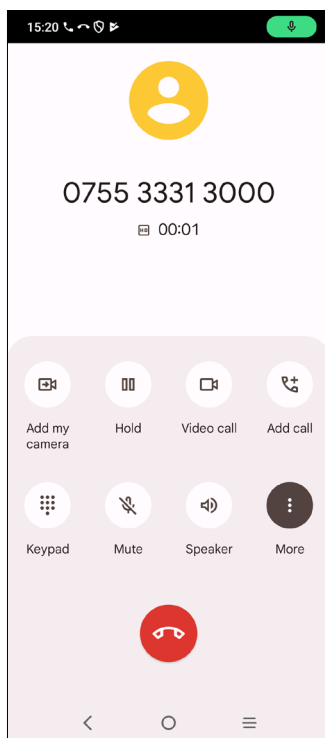 15:20
0755 3331 3000
HD 00:01
Add my
camera
Hold
Video call
Add call
Keypad
Mute
Speaker
More